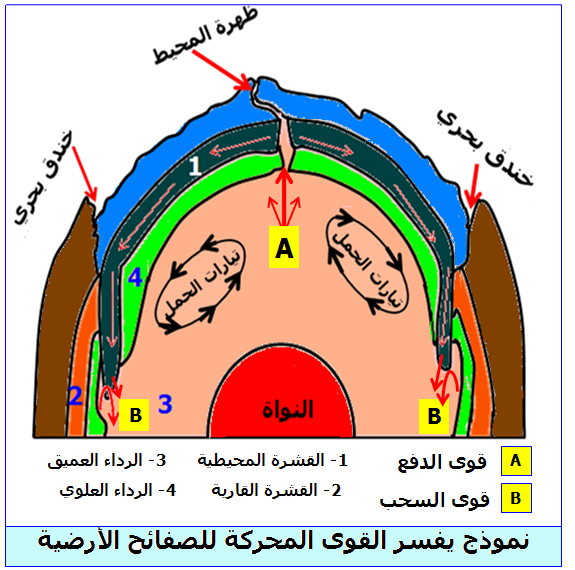 ظهرة المحيط
خندق بحري
خندق بحري
1
A
تيارات الحمل
تيارات الحمل
4
2
B
3
B
النواة
A قوى الدفع
1- القشرة المحيطية
3- الرداء العميق
B قوى السحب
2- القشرة القارية
4- الرداء العلوي
نموذج يفسر القوى المحركة للصفائح الأرضية